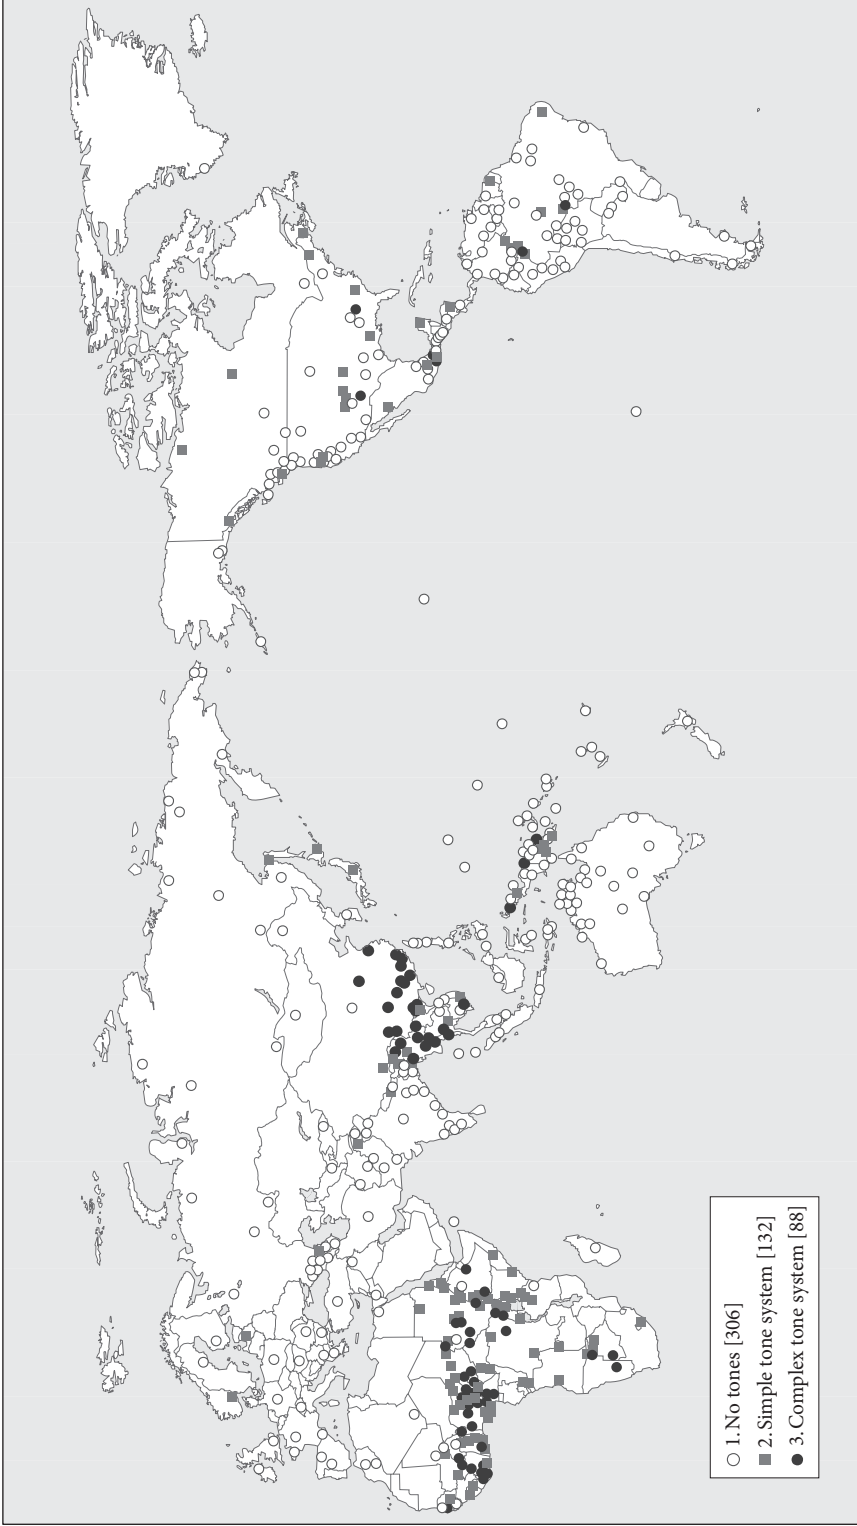 1. No tones [306]
2. Simple tone system [132]
3. Complex tone system [88]